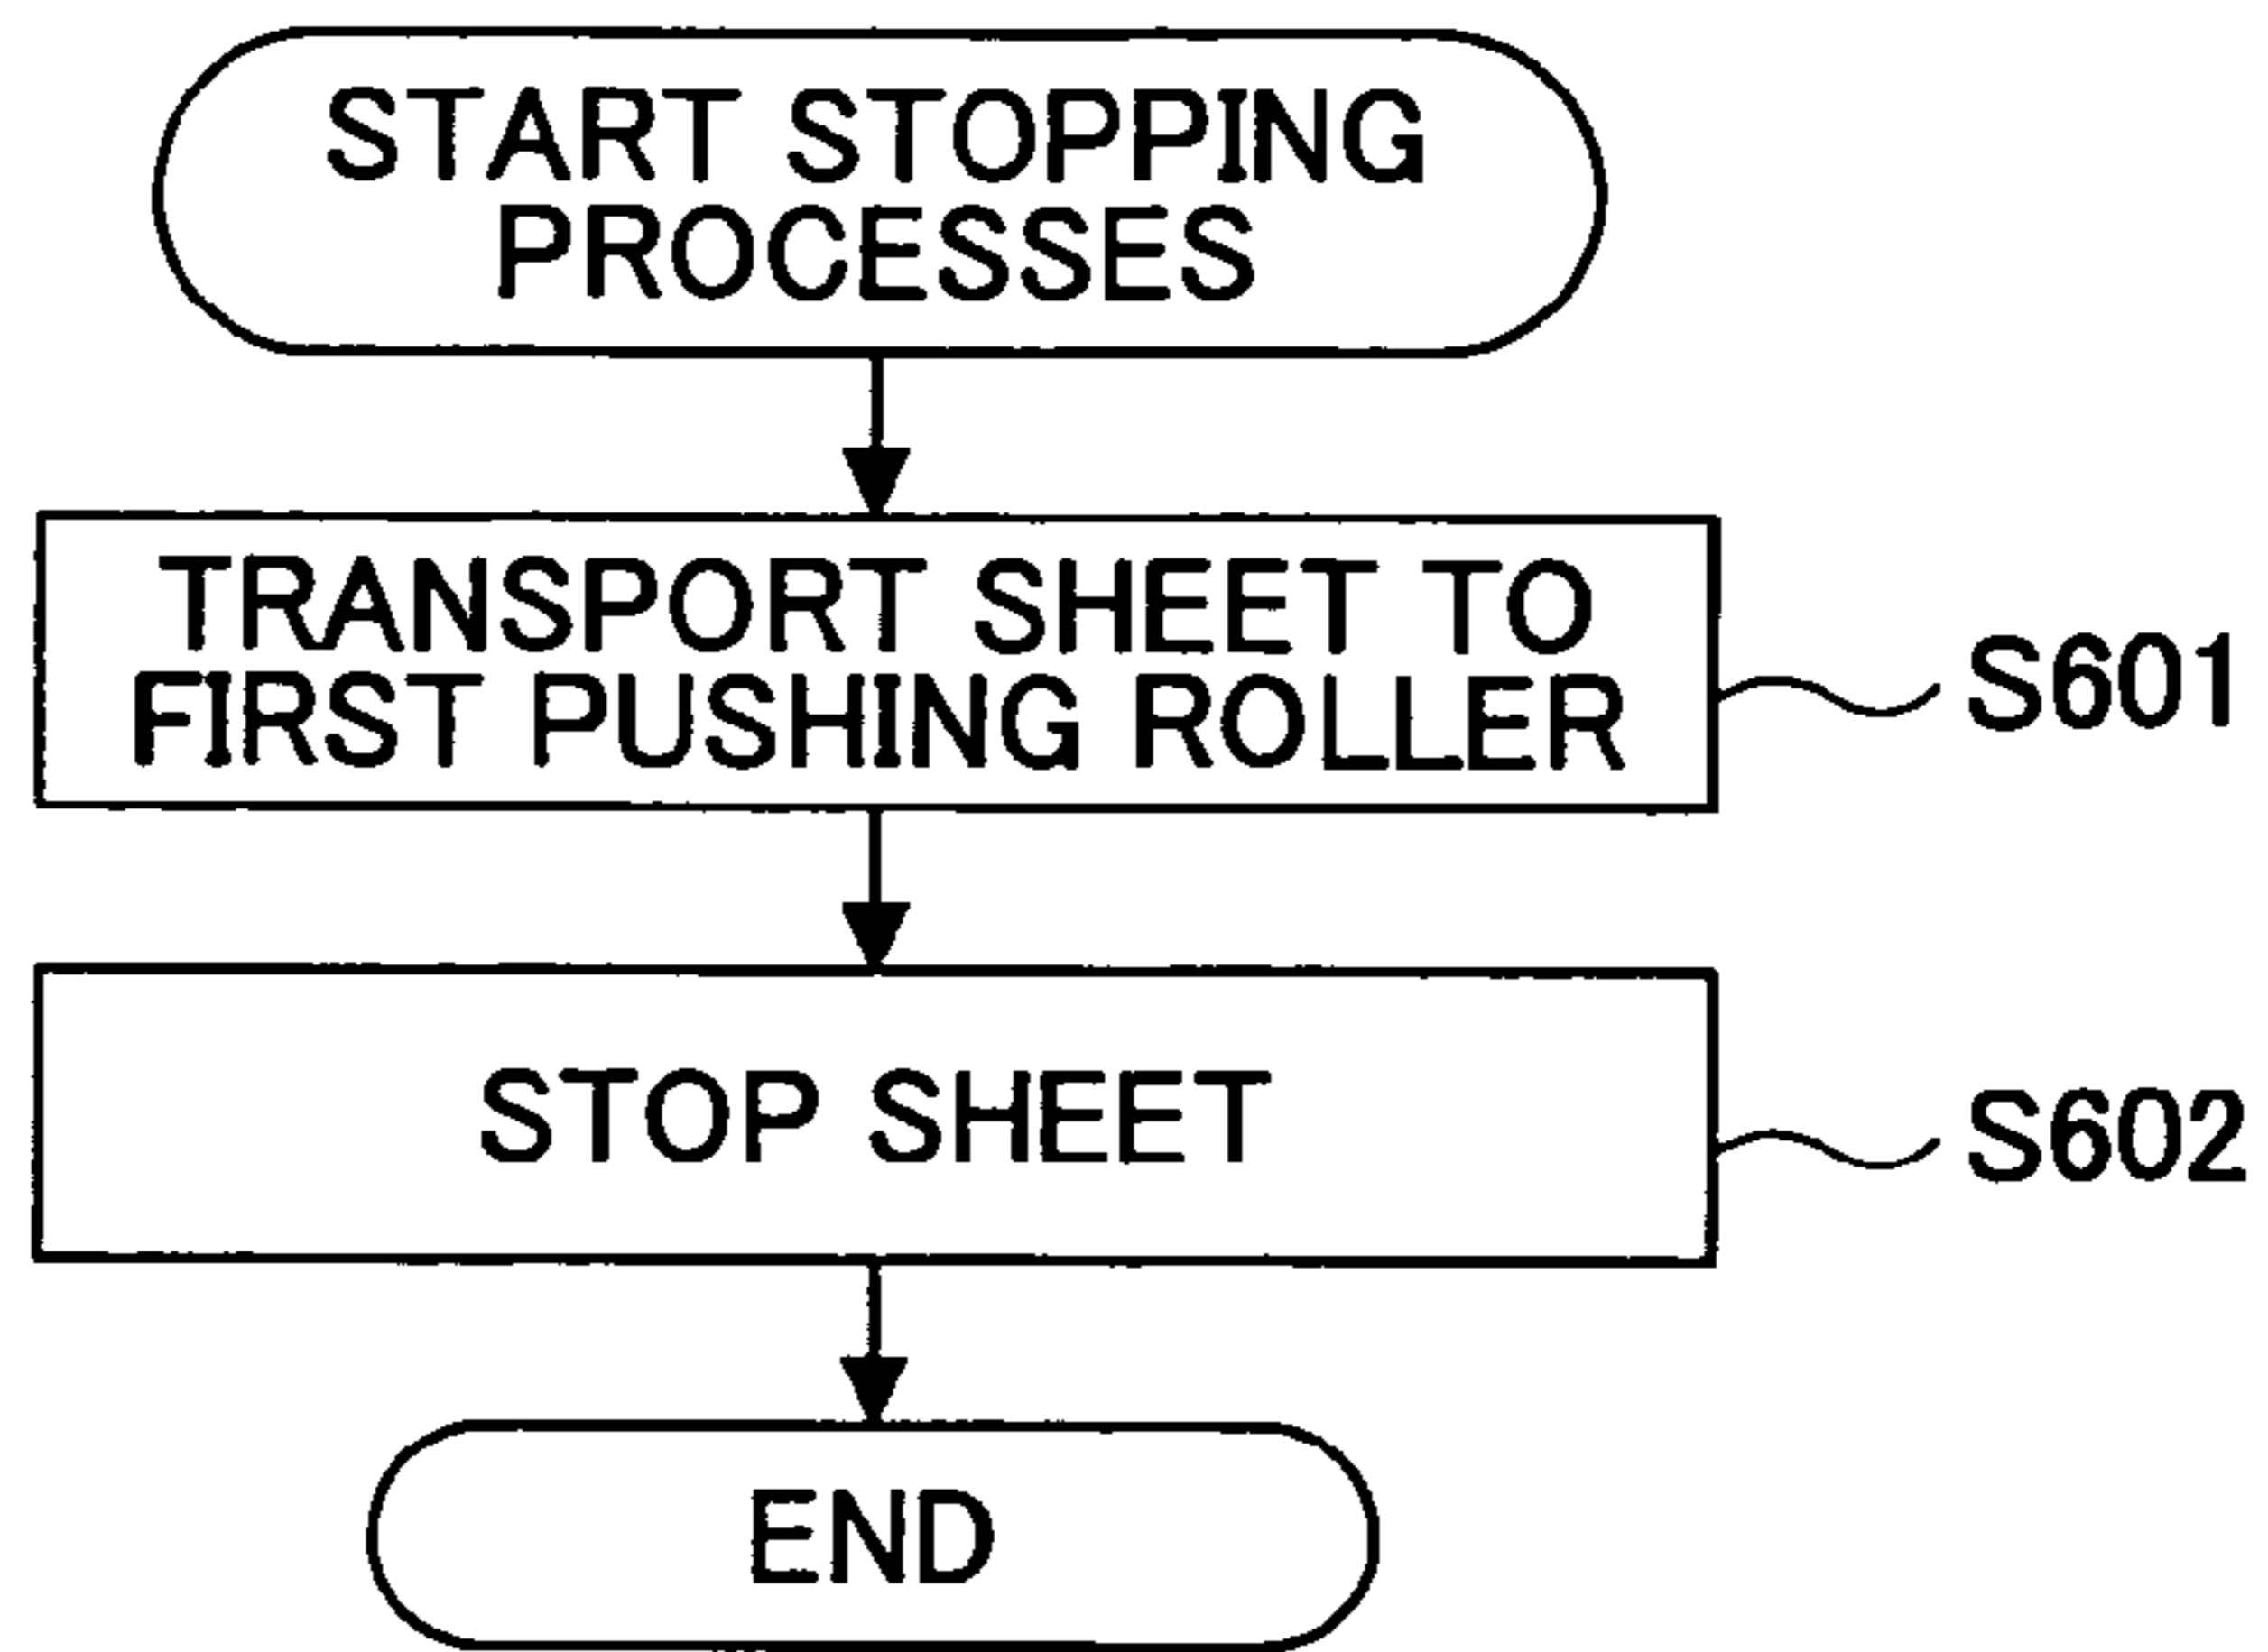 START STOPPING
PROCESSES
TRANSPORT SHEET TO
FIRST PUSHING ROLLER
S601
STOP SHEET
S602
END